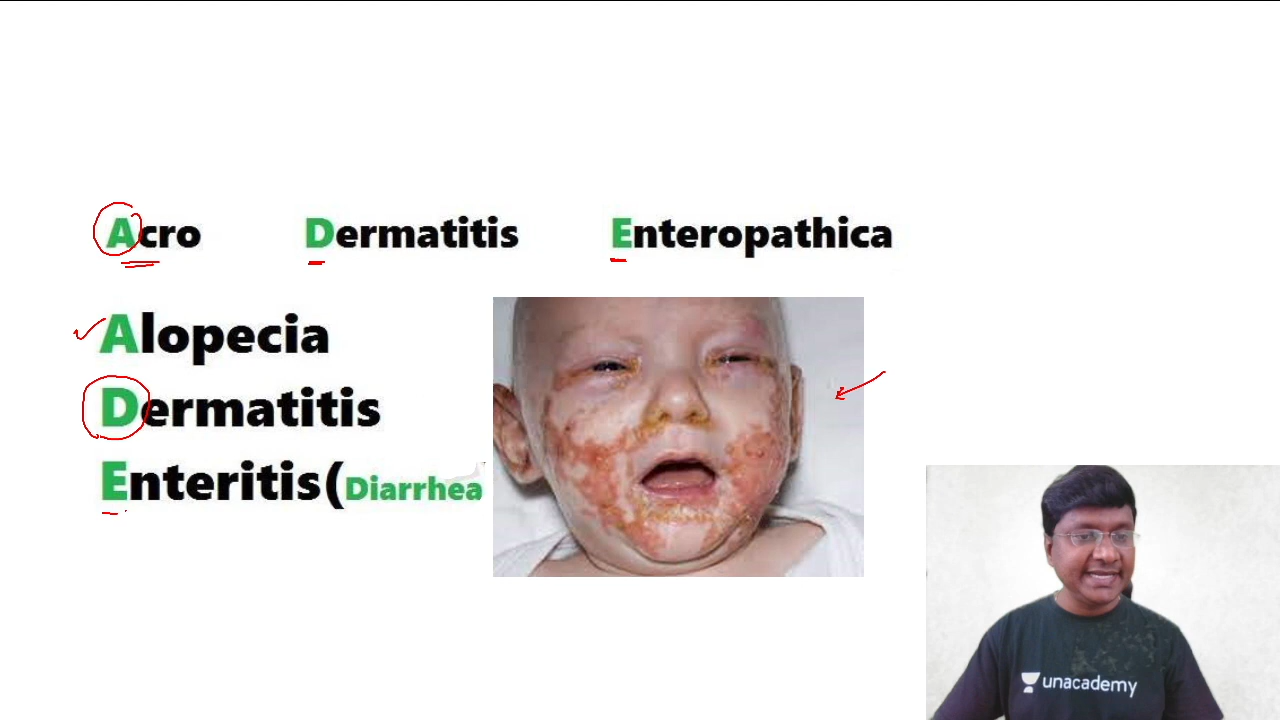 Acro Dermatitis Enteropathica
Alopecia
Dermatitis
Enteritis(Diarrhea
unacademy